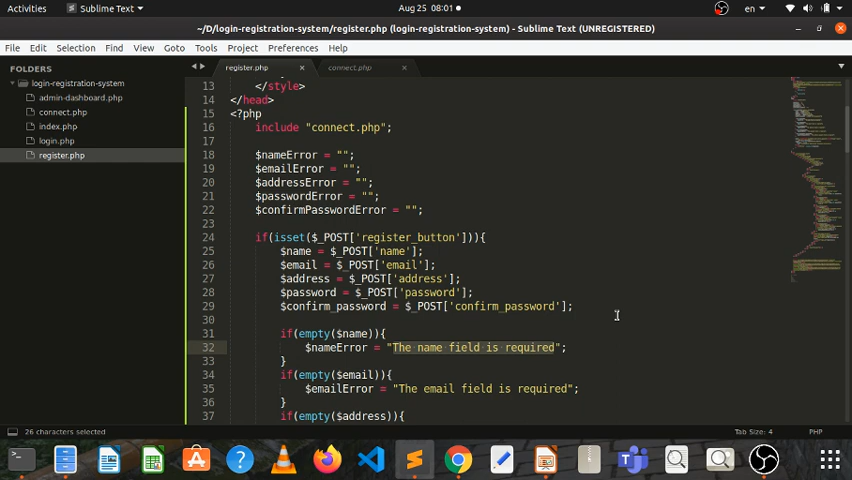 Activities Sublime Text Aug 25 08:01 en
~/D/login-registration-system/register.php (login-registration-system) - Sublime Text (UNREGISTERED)
File Edit Selection Find View Goto Tools Project Preferences Help
FOLDERS
login-registration-system
admin-dashboard.php
connect.php
index.php
login.php
register.php
register.php × connect.php ×
13 </style>
14 </head>
15 <?php
16 include "connect.php";
17
18 $nameError = "";
19 $emailError = "";
20 $addressError = "";
21 $passwordError = "";
22 $confirmPasswordError = "";
23
24 if(isset($_POST['register_button'])){
25 $name = $_POST['name'];
26 $email = $_POST['email'];
27 $address = $_POST['address'];
28 $password = $_POST['password'];
29 $confirm_password = $_POST['confirm_password'];
30
31 if(empty($name)){
32 $nameError = "The name field is required";
33 }
34 if(empty($email)){
35 $emailError = "The email field is required";
36 }
37 if(empty($address)){
26 characters selected Tab Size: 4 PHP